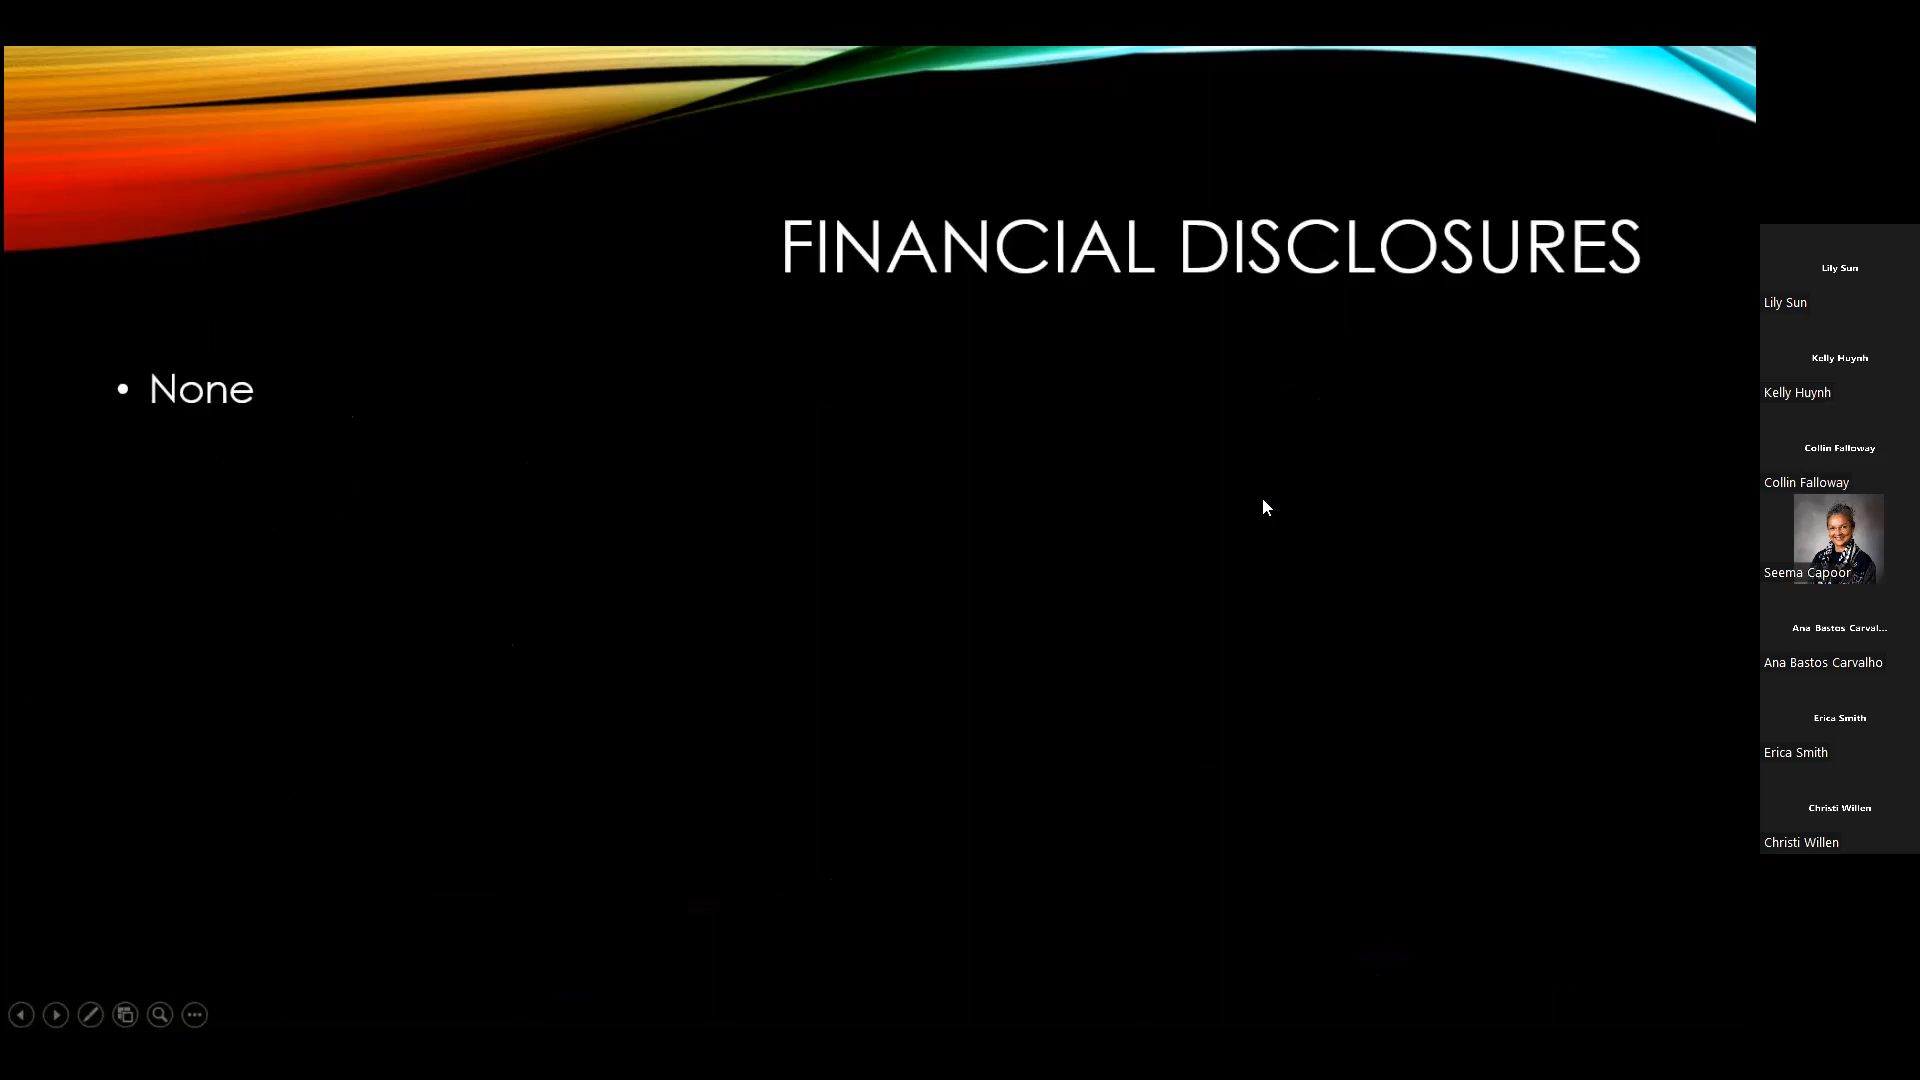 FINANCIAL DISCLOSURES
• None
Lily Sun
Lily Sun
Kelly Huynh
Kelly Huynh
Collin Falloway
Collin Falloway
Seema Capoor
Ana Bastos Carval...
Ana Bastos Carvalho
Erica Smith
Erica Smith
Christi Willen
Christi Willen